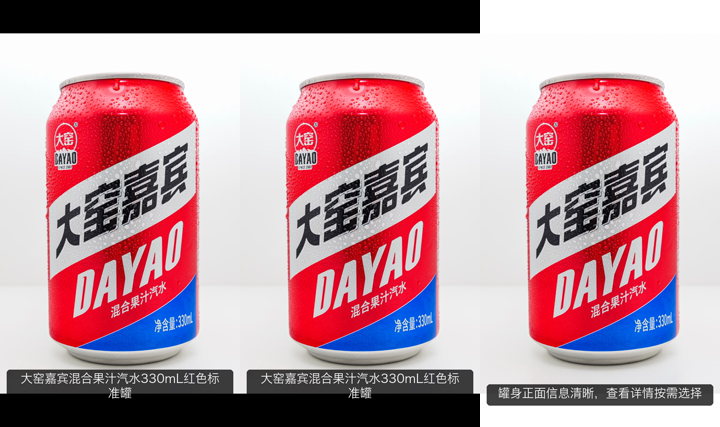 大窑
DAYAO
大窑嘉宾
DAYAO
混合果汁汽水
净含量:330mL
大窑嘉宾混合果汁汽水330mL红色标
准罐
大窑
DAYAO
大窑嘉宾
DAYAO
混合果汁汽水
净含量:330mL
大窑嘉宾混合果汁汽水330mL红色标
准罐
大窑
DAYAO
大窑嘉宾
DAYAO
混合果汁汽水
净含量:330mL
罐身正面信息清晰，查看详情按需选择